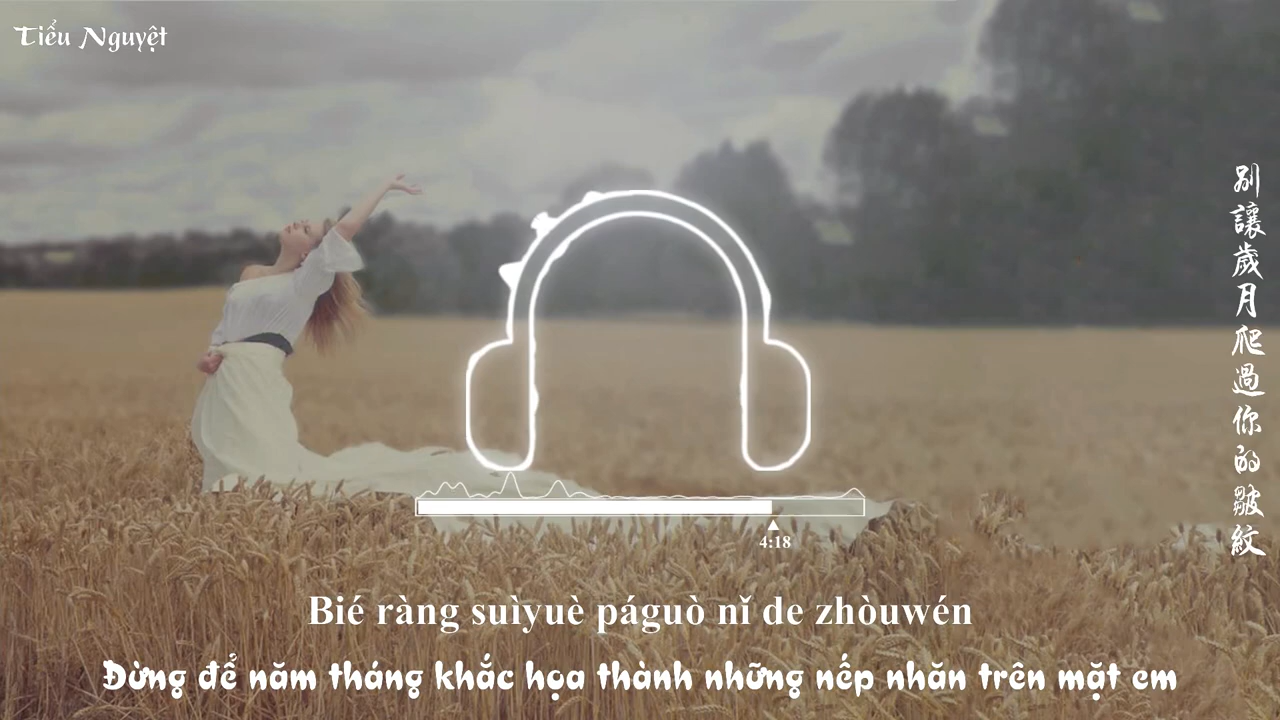 Tiểu Nguyệt
別讓歲月爬過你的皺紋
4:18
Bié ràng suìyuè páguò nǐ de zhòuwén
Đừng để năm tháng khắc họa thành những nếp nhăn trên mặt em